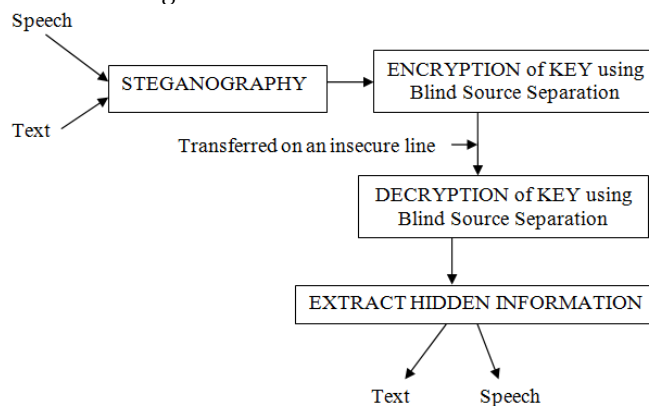 Speech
STEGANOGRAPHY
ENCRYPTION of KEY using
Blind Source Separation
Text
Transferred on an insecure line
DECRYPTION of KEY using
Blind Source Separation
EXTRACT HIDDEN INFORMATION
Text
Speech